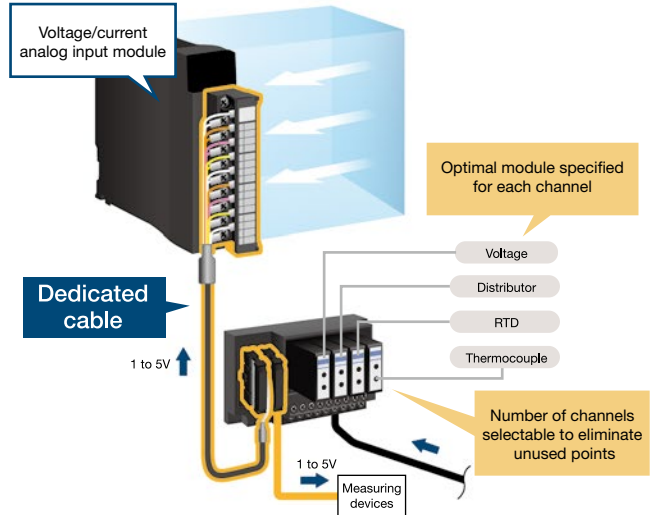 Voltage/current
analog input module
Optimal module specified
for each channel
Voltage
Distributor
RTD
Thermocouple
Dedicated
cable
1 to 5V
Number of channels
selectable to eliminate
unused points
1 to 5V
Measuring
devices